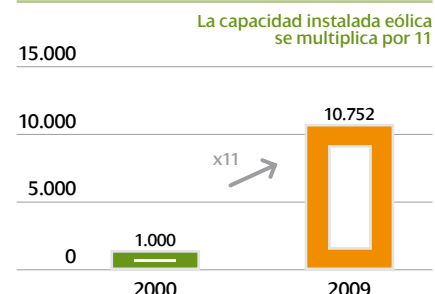 La capacidad instalada eólica
se multiplica por 11
15.000
10.752
10.000
x11
5.000
1.000
0
2000 2009